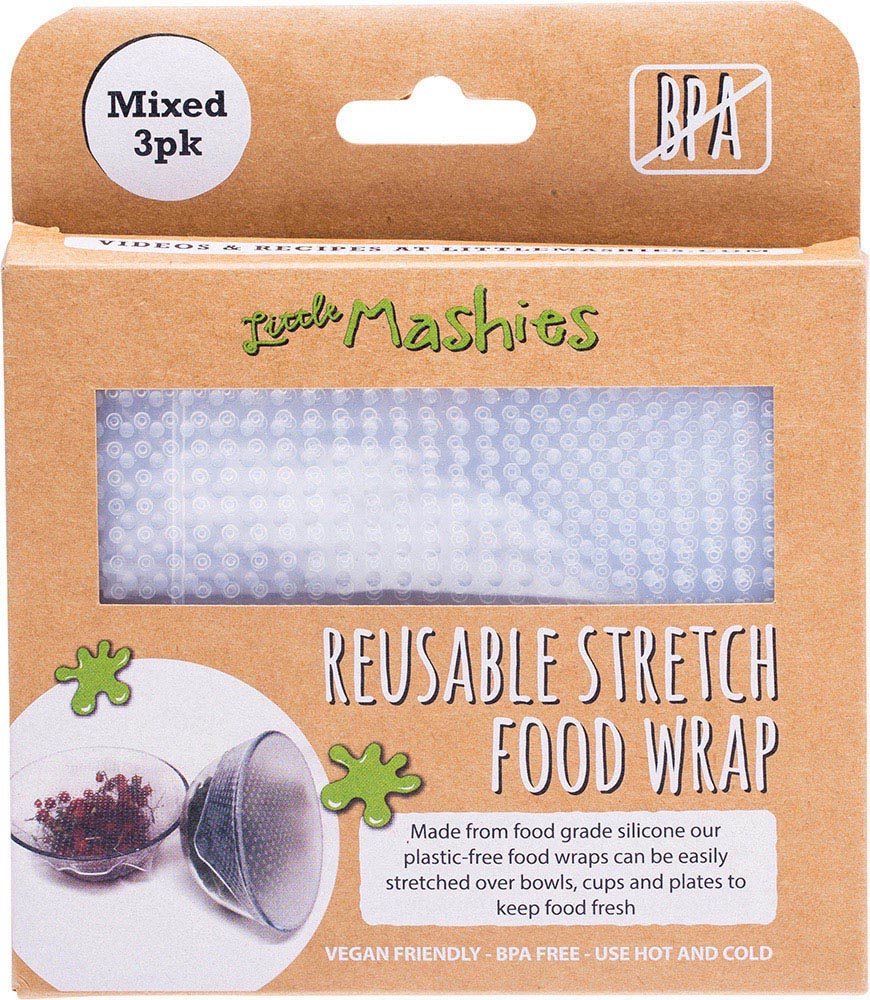 Mixed
3pk
BPA
VIDEOS & RECIPES AT LITTLEMASHIES.COM
Little Mashies
REUSABLE STRETCH
FOOD WRAP
Made from food grade silicone our
plastic-free food wraps can be easily
stretched over bowls, cups and plates to
keep food fresh
VEGAN FRIENDLY - BPA FREE - USE HOT AND COLD